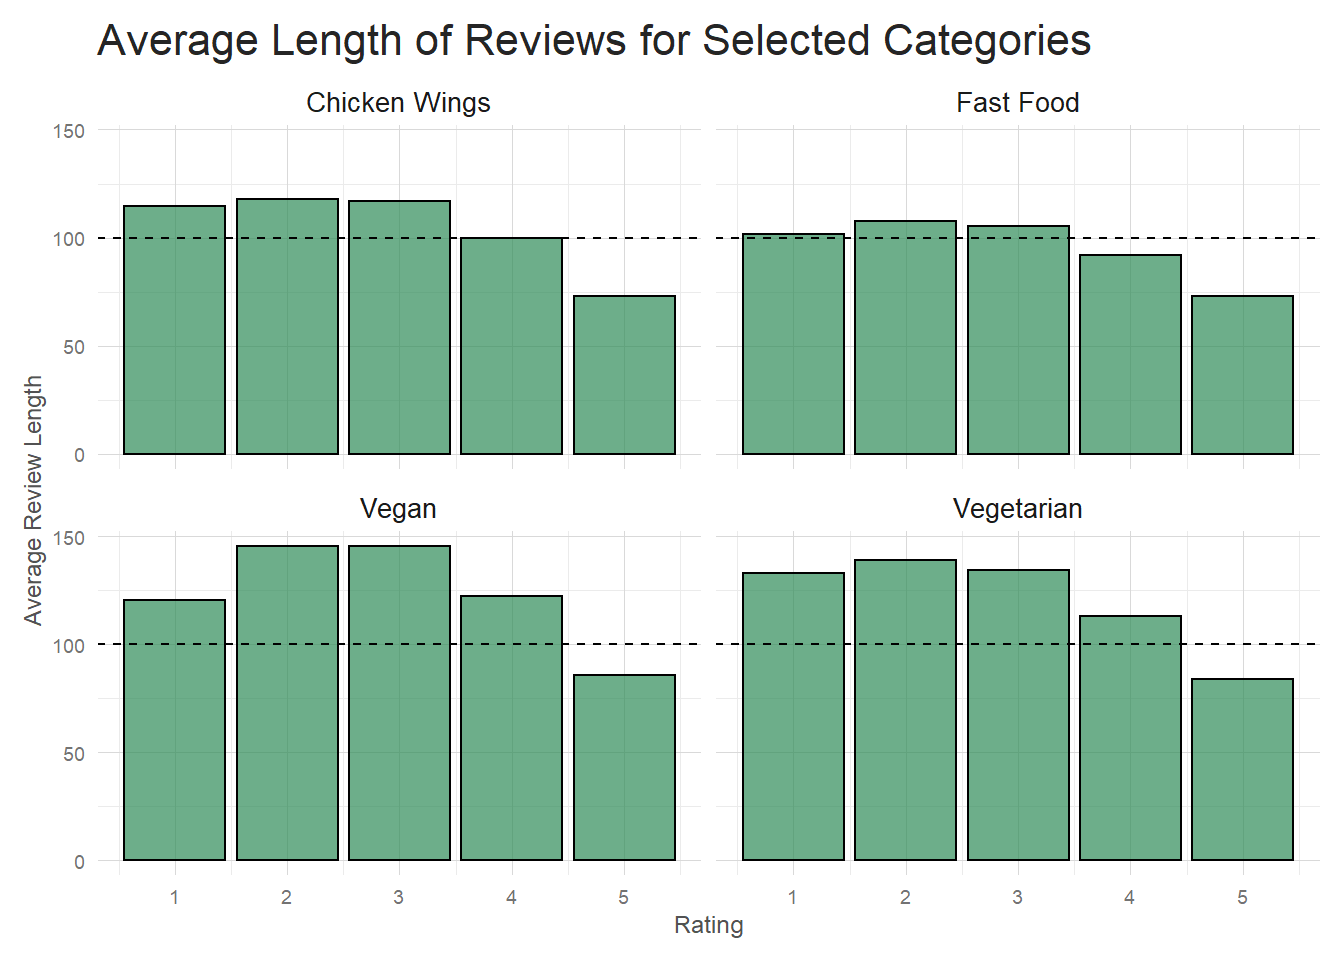 Average Length of Reviews for Selected Categories
Chicken Wings
Fast Food
150
100
50
0
Vegan
Vegetarian
150
100
50
0
Average Review Length
1 2 3 4 5
1 2 3 4 5
Rating